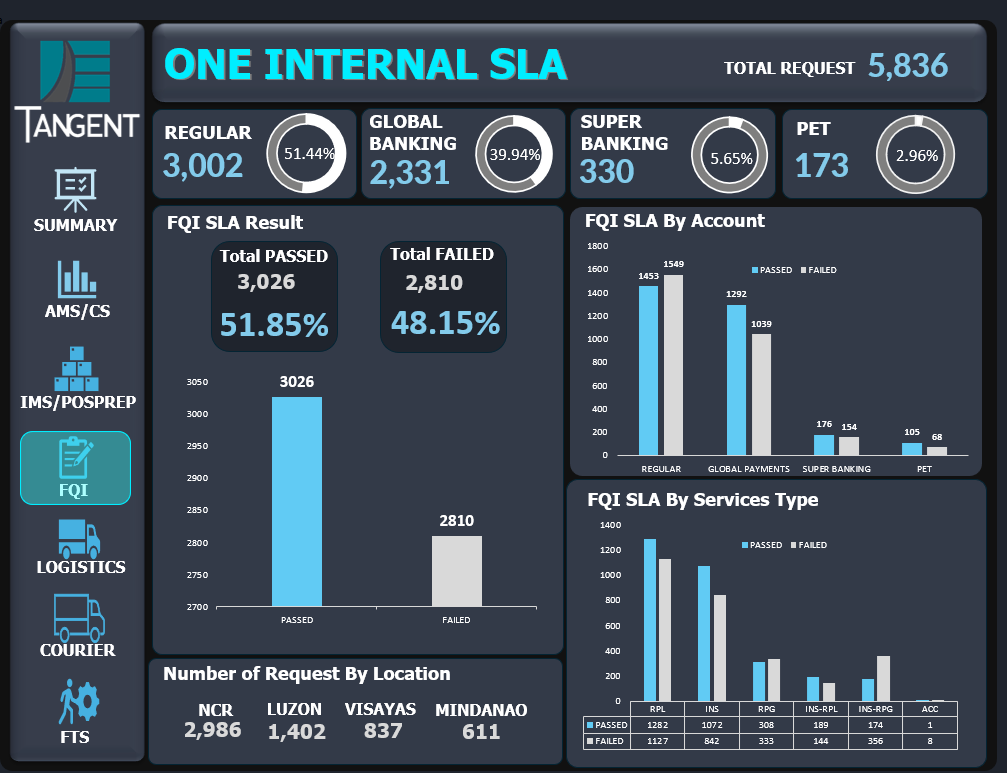 TANGENT
SUMMARY
AMS/CS
IMS/POSPREP
FQI
LOGISTICS
COURIER
FTS
ONE INTERNAL SLA
TOTAL REQUEST 5,836
REGULAR
3,002
51.44%
GLOBAL
BANKING
2,331
39.94%
SUPER
BANKING
330
5.65%
PET
173
2.96%
FQI SLA Result
Total PASSED
3,026
51.85%
Total FAILED
2,810
48.15%
3050
3000
2950
2900
2850
2800
2750
2700
3026
2810
PASSED
FAILED
Number of Request By Location
NCR LUZON VISAYAS MINDANAO
2,986 1,402 837 611
FQI SLA By Account
PASSED FAILED
1800
1600
1400
1200
1000
800
600
400
200
0
1453 1549
1292 1039
176 154
105 68
REGULAR GLOBAL PAYMENTS SUPER BANKING PET
FQI SLA By Services Type
PASSED FAILED
1400
1200
1000
800
600
400
200
0
RPL INS RPG INS-RPL INS-RPG ACC
PASSED 1282 1072 308 189 174 1
FAILED 1127 842 333 144 356 8